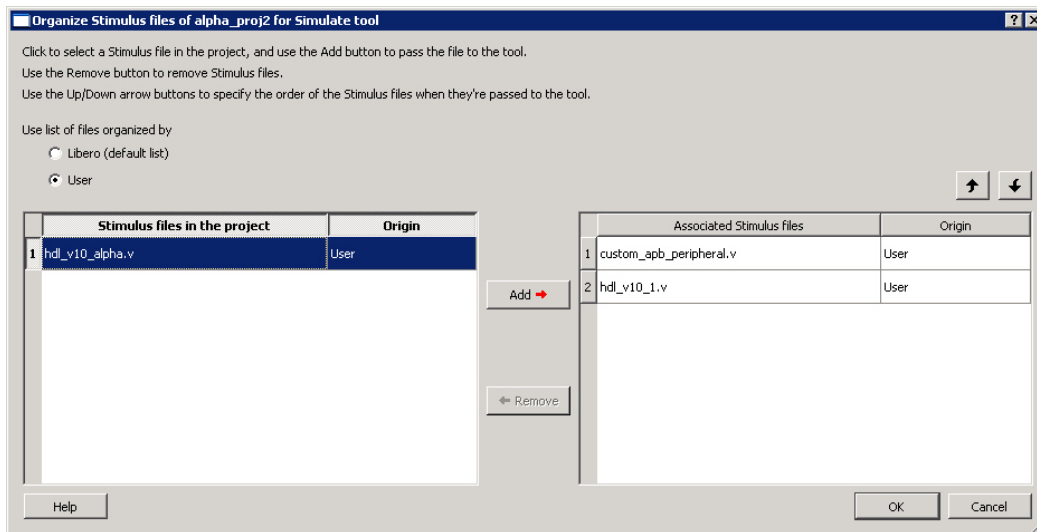 Organize Stimulus files of alpha_proj2 for Simulate tool
Click to select a Stimulus file in the project, and use the Add button to pass the file to the tool.
Use the Remove button to remove Stimulus files.
Use the Up/Down arrow buttons to specify the order of the Stimulus files when they're passed to the tool.
Use list of files organized by
Libero (default list)
User
Stimulus files in the project Origin
1 hdl_v10_alpha.v User
Add
Remove
Associated Stimulus files Origin
1 custom_apb_peripheral.v User
2 hdl_v10_1.v User
Help OK Cancel